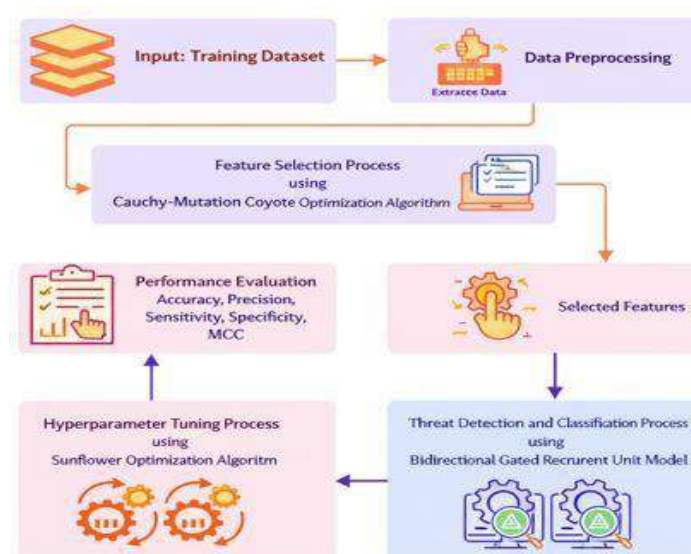 Input: Training Dataset
Data Preprocessing
Extracce Data
Feature Selection Process
using
Cauchy-Mutation Coyote Optimization Algorithm
Performance Evaluation
Accuracy, Precision,
Sensitivity, Specificity,
MCC
Selected Features
Hyperparameter Tuning Process
using
Sunflower Optimization Algoritm
Threat Detection and Classifiation Process
using
Bidirectional Gated Recrurent Unit Model